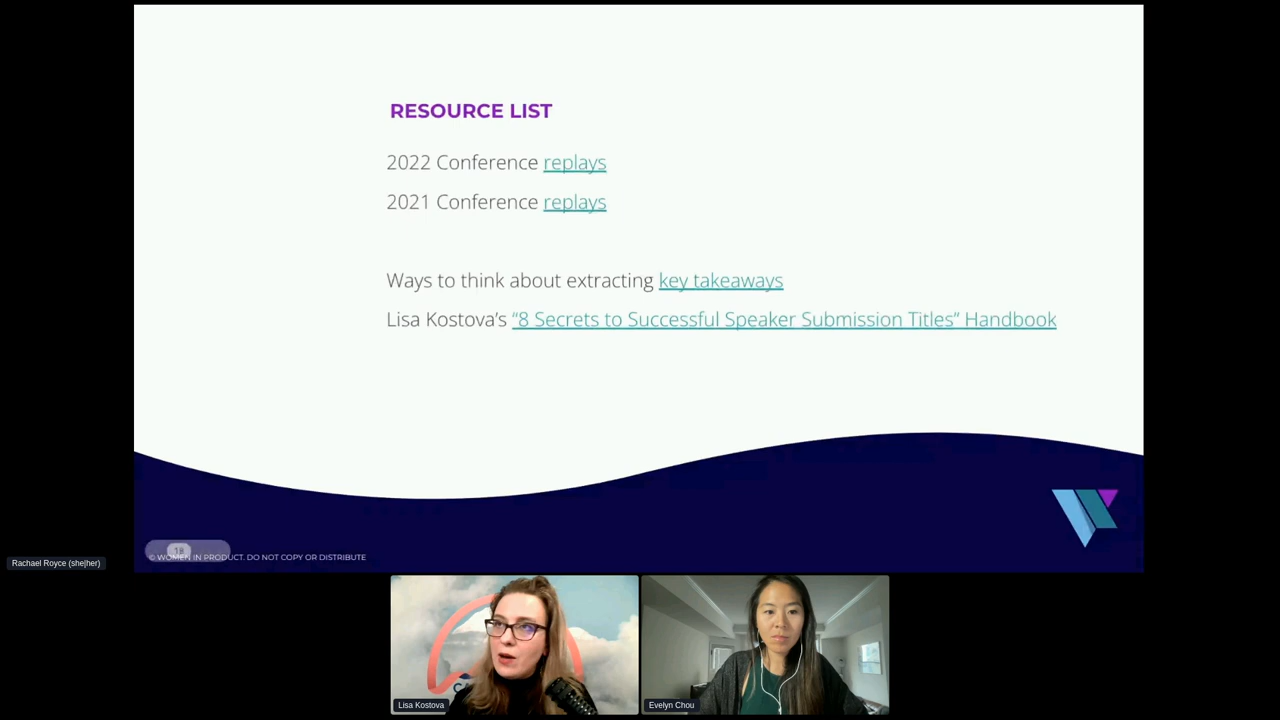 RESOURCE LIST
2022 Conference replays
2021 Conference replays
Ways to think about extracting key takeaways
Lisa Kostova’s “8 Secrets to Successful Speaker Submission Titles“ Handbook
18
© WOMEN IN PRODUCT. DO NOT COPY OR DISTRIBUTE
Rachael Royce (she|her)
Lisa Kostova
Evelyn Chou